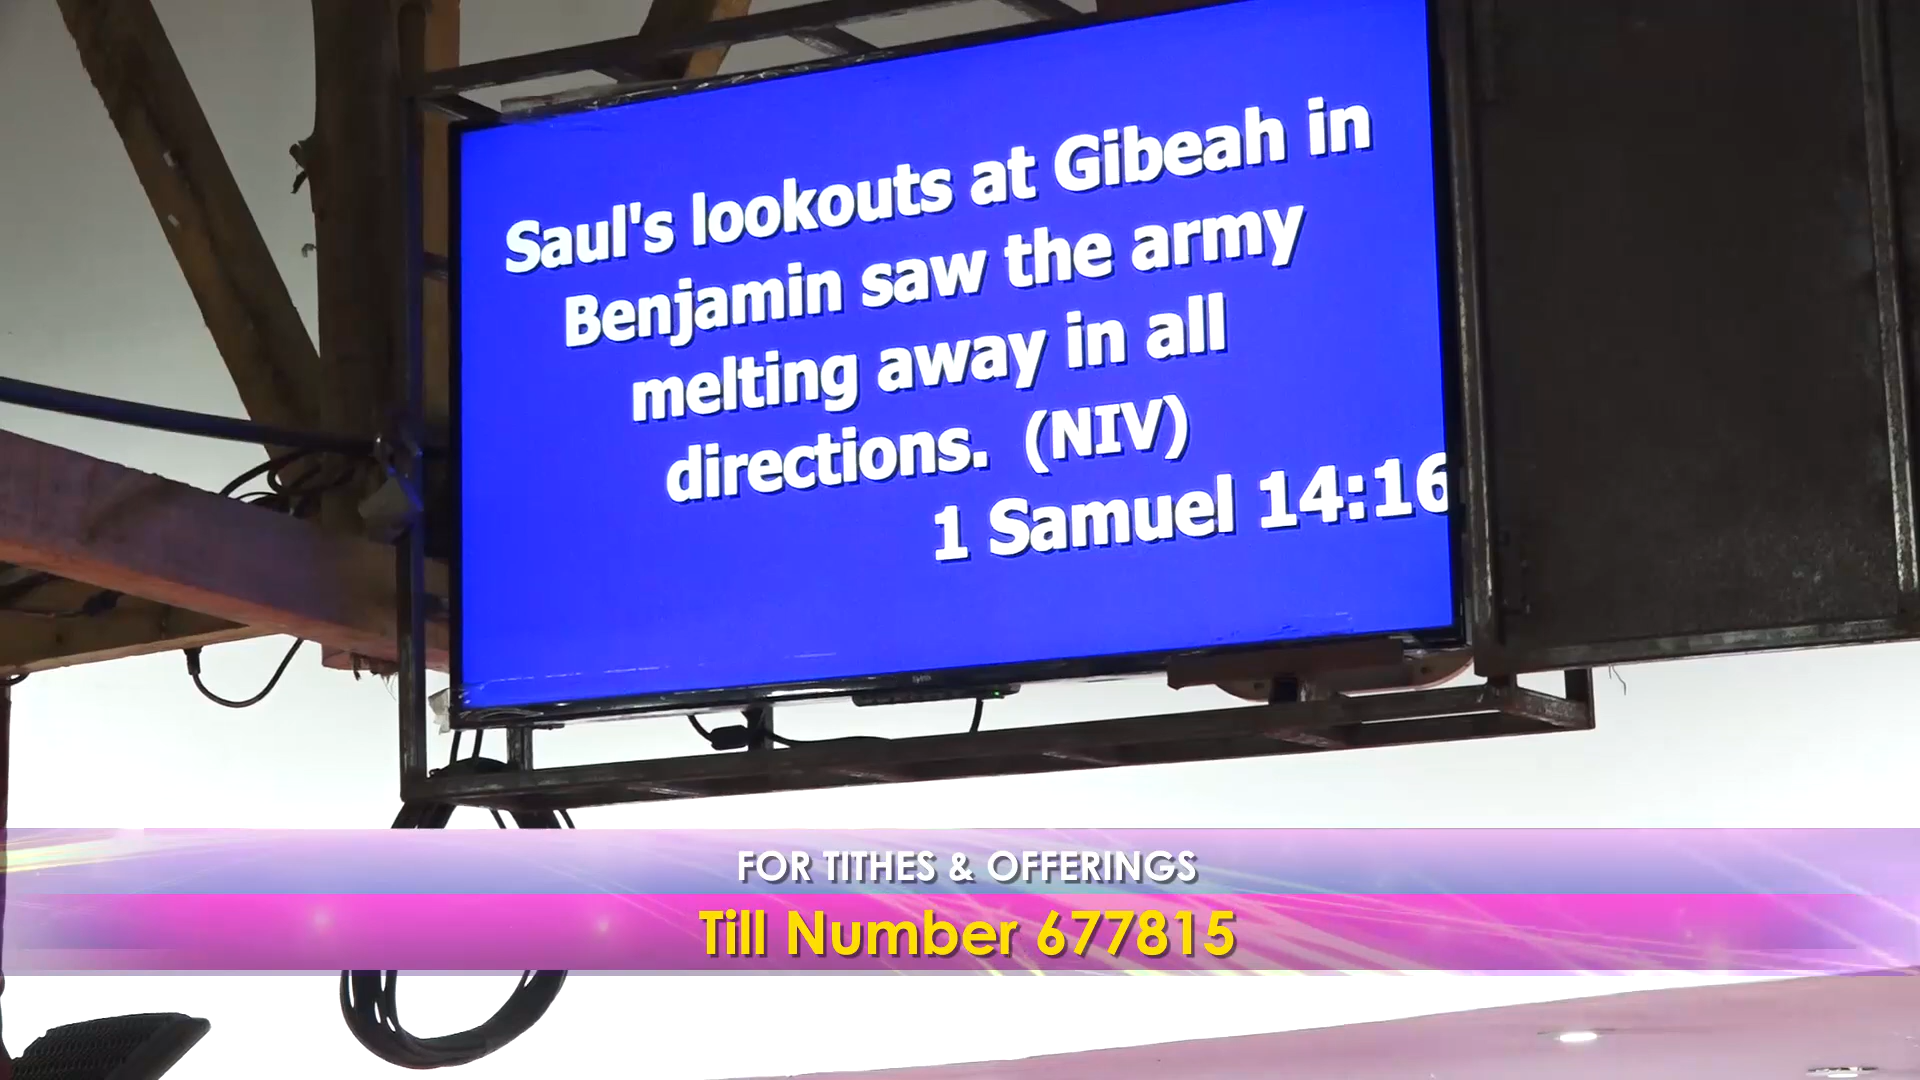 Saul's lookouts at Gibeah in
Benjamin saw the army
melting away in all
directions. (NIV)
1 Samuel 14:16
FOR TITHES & OFFERINGS
Till Number 677815